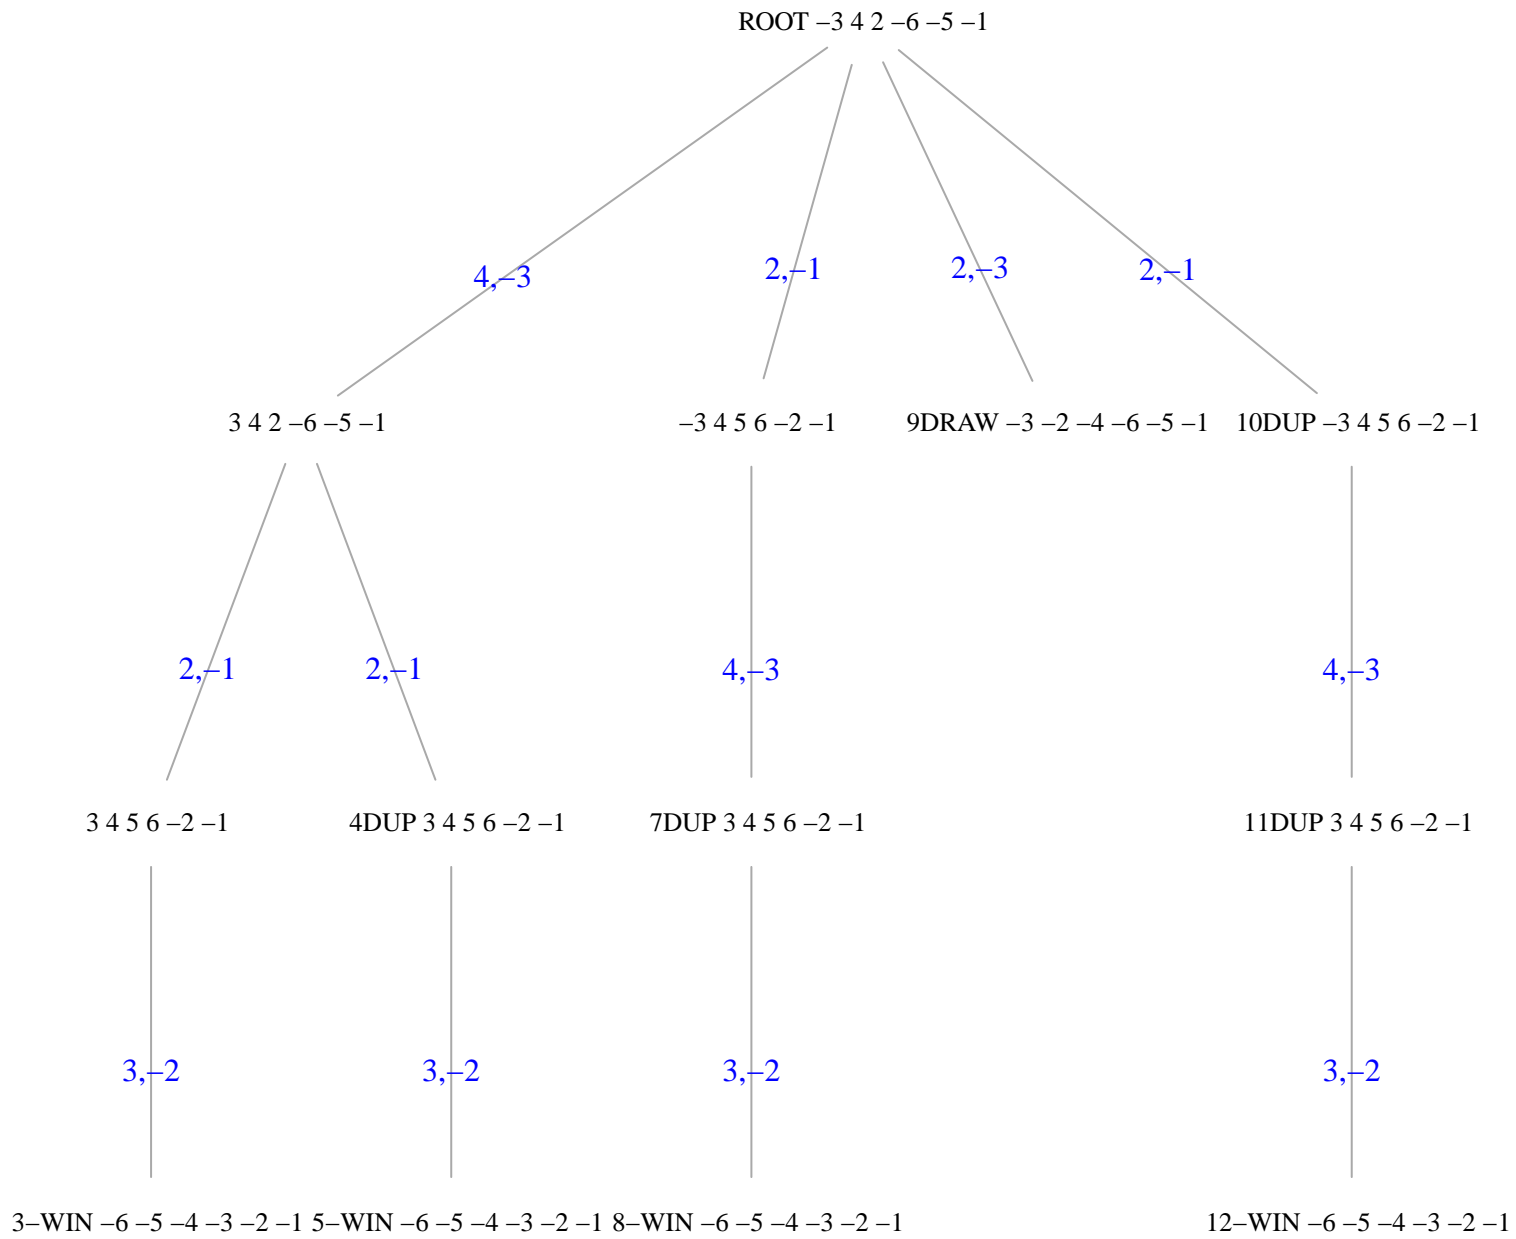 ROOT –3 4 2 –6 –5 –1
4,–3
2,–1
2,–3
2,–1
3 4 2 –6 –5 –1
–3 4 5 6 –2 –1
9DRAW –3 –2 –4 –6 –5 –1
10DUP –3 4 5 6 –2 –1
2,–1
2,–1
4,–3
4,–3
3 4 5 6 –2 –1
4DUP 3 4 5 6 –2 –1
7DUP 3 4 5 6 –2 –1
11DUP 3 4 5 6 –2 –1
3,–2
3,–2
3,–2
3,–2
3–WIN –6 –5 –4 –3 –2 –1
5–WIN –6 –5 –4 –3 –2 –1
8–WIN –6 –5 –4 –3 –2 –1
12–WIN –6 –5 –4 –3 –2 –1